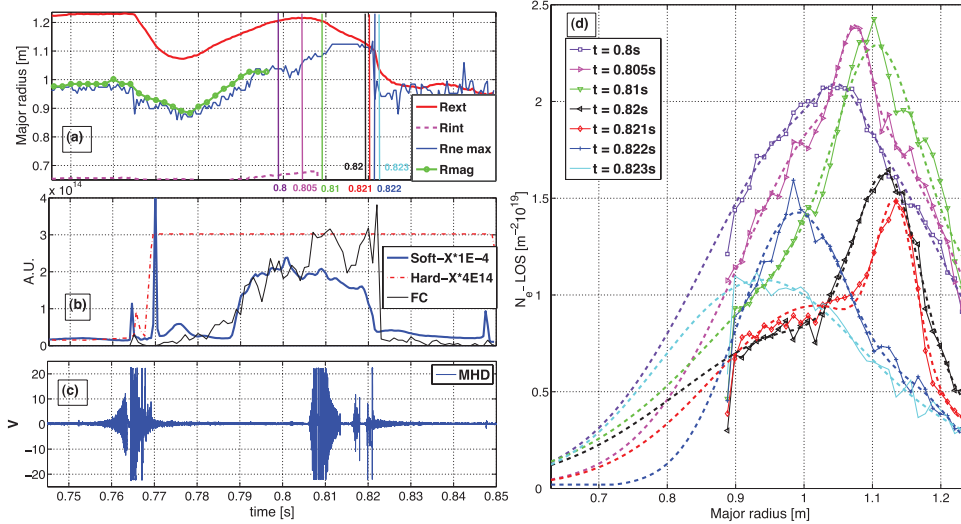 1.2
1.1
1
0.9
0.8
0.7
Major radius [m]
(a)
Rext
Rint
Rne max
Rmag
0.82
0.823
0.8
0.805
0.81
0.821
0.822
x 10^14
4
3
2
1
0
A.U.
(b)
Soft-X*1E-4
Hard-X*4E14
FC
20
10
0
-10
-20
V
(c)
MHD
0.75
0.76
0.77
0.78
0.79
0.8
0.81
0.82
0.83
0.84
0.85
time [s]
(d)
t = 0.8s
t = 0.805s
t = 0.81s
t = 0.82s
t = 0.821s
t = 0.822s
t = 0.823s
2.5
2
1.5
1
0.5
0
N_e- LOS [m^-2 10^19]
0.7
0.8
0.9
1
1.1
1.2
Major radius [m]